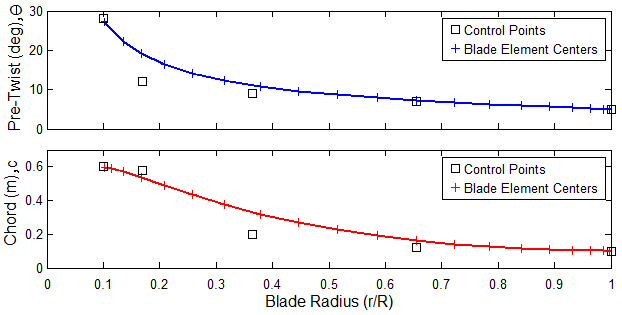 30
20
10
0
Pre-Twist (deg),Θ
Control Points
Blade Element Centers
0.6
0.4
0.2
0
Chord (m),c
Control Points
Blade Element Centers
0 0.1 0.2 0.3 0.4 0.5 0.6 0.7 0.8 0.9 1
Blade Radius (r/R)